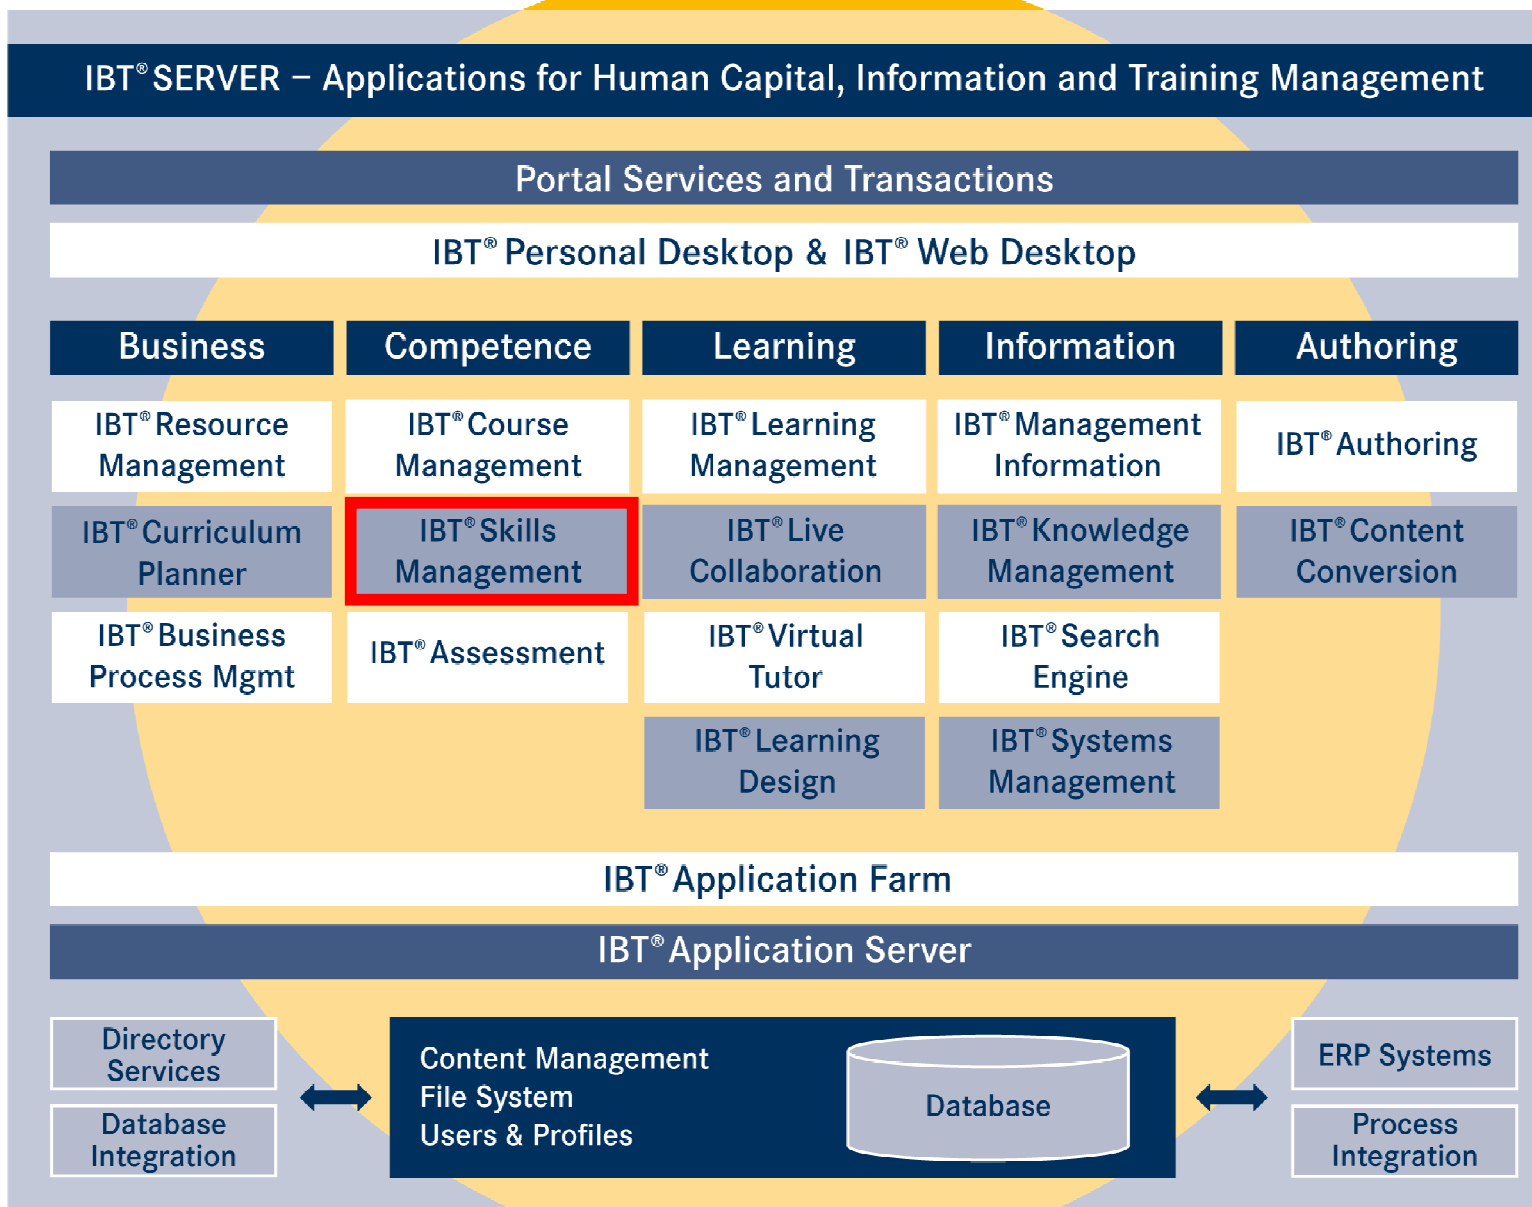 IBT® SERVER – Applications for Human Capital, Information and Training Management
Portal Services and Transactions
IBT® Personal Desktop & IBT® Web Desktop
Business
Competence
Learning
Information
Authoring
IBT® Resource
Management
IBT® Course
Management
IBT® Learning
Management
IBT® Management
Information
IBT® Authoring
IBT® Curriculum
Planner
IBT® Skills
Management
IBT® Live
Collaboration
IBT® Knowledge
Management
IBT® Content
Conversion
IBT® Business
Process Mgmt
IBT® Assessment
IBT® Virtual
Tutor
IBT® Search
Engine
IBT® Learning
Design
IBT® Systems
Management
IBT® Application Farm
IBT® Application Server
Directory
Services
Database
Integration
Content Management
File System
Users & Profiles
Database
ERP Systems
Process
Integration